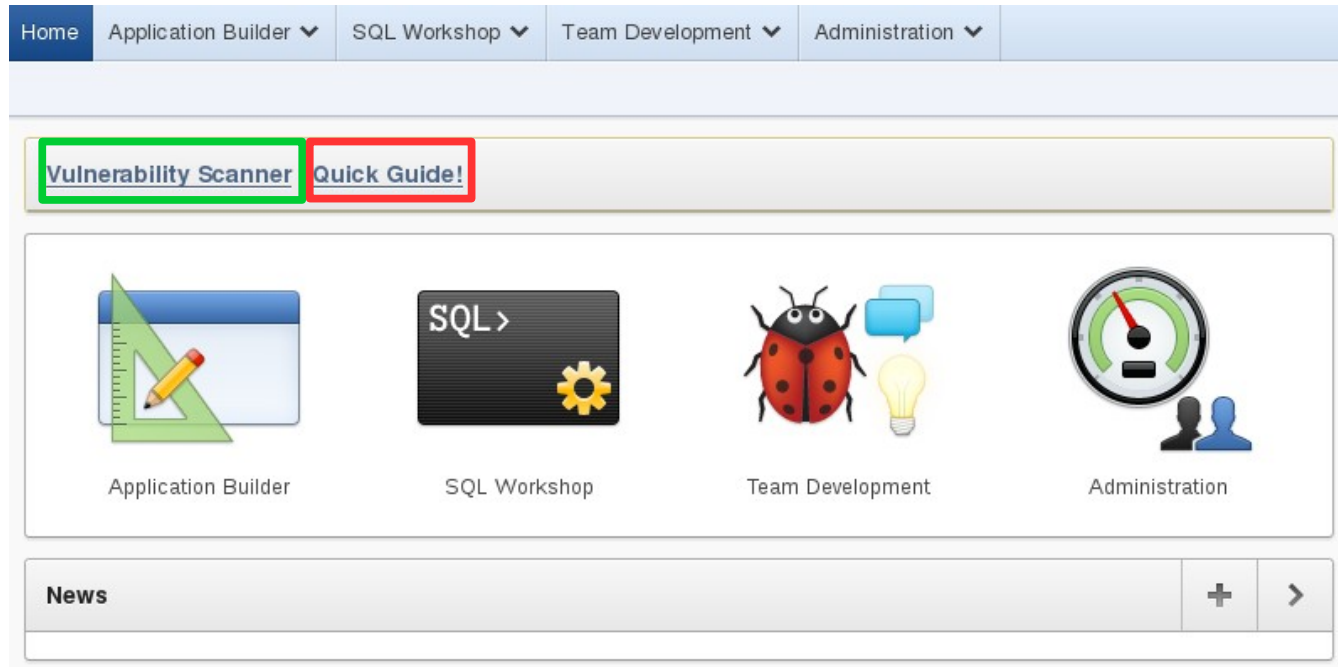 Home Application Builder SQL Workshop Team Development Administration
Vulnerability Scanner Quick Guide!
SQL>
Application Builder SQL Workshop Team Development Administration
News